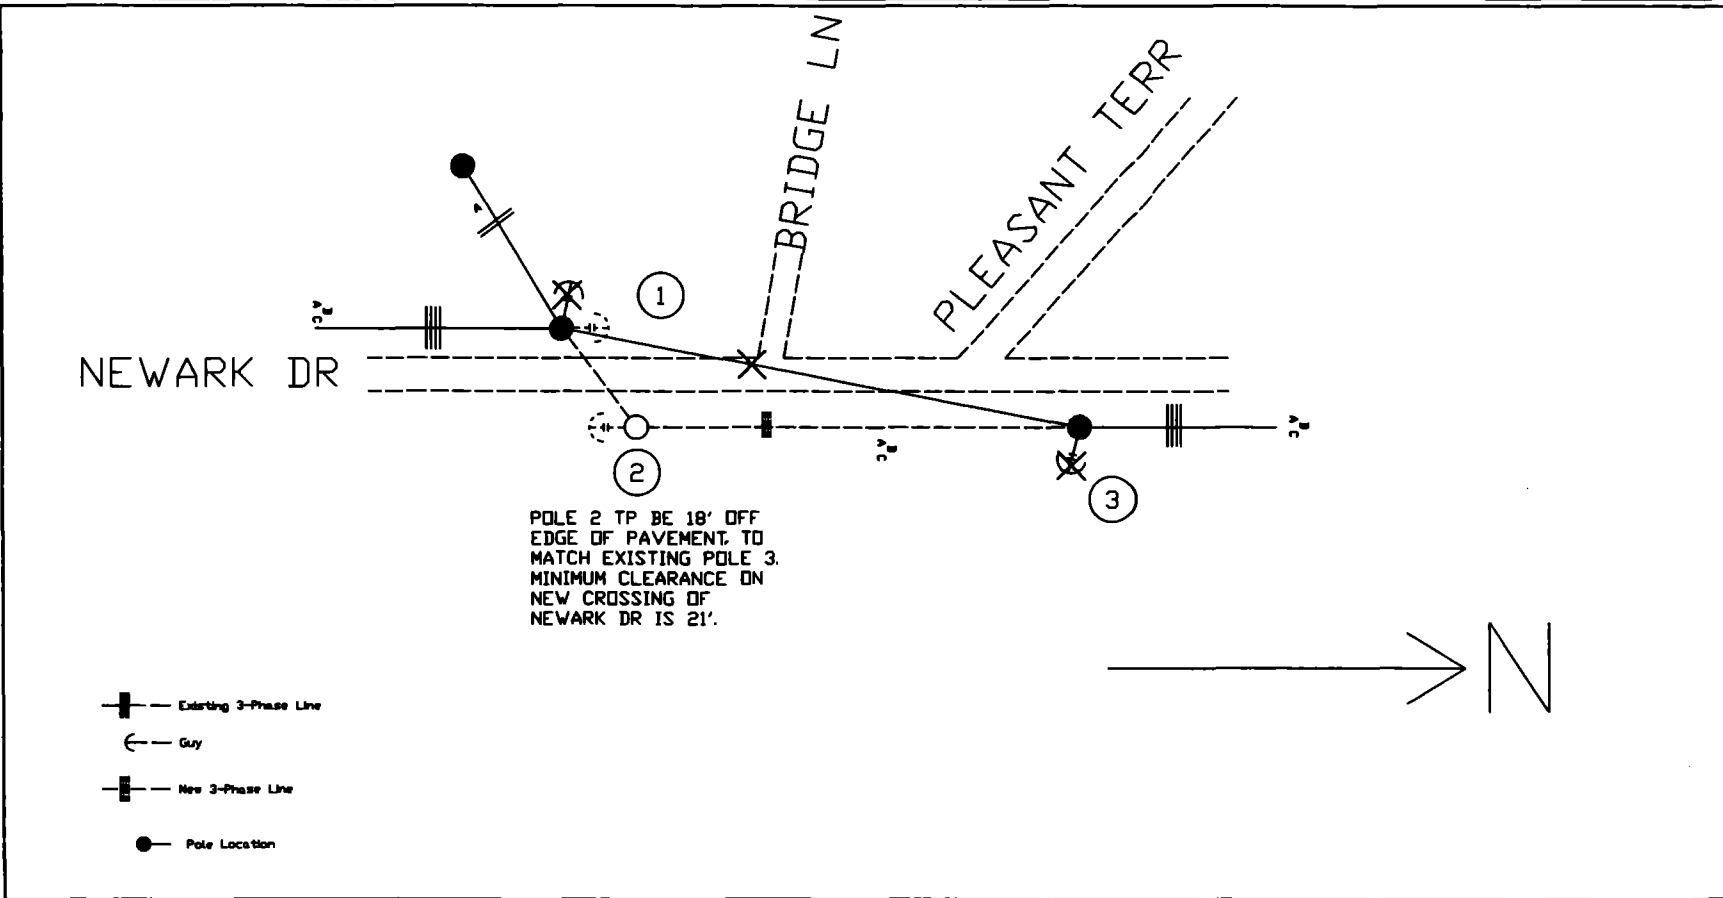 BRIDGE LN
PLEASANT TERR
A
1
A B C
NEWARK DR
A B C
A B C
2
3
POLE 2 TP BE 18' OFF
EDGE OF PAVEMENT, TO
MATCH EXISTING POLE 3.
MINIMUM CLEARANCE ON
NEW CROSSING OF
NEWARK DR IS 21'.
N
Existing 3-Phase Line
Guy
New 3-Phase Line
Pole Location